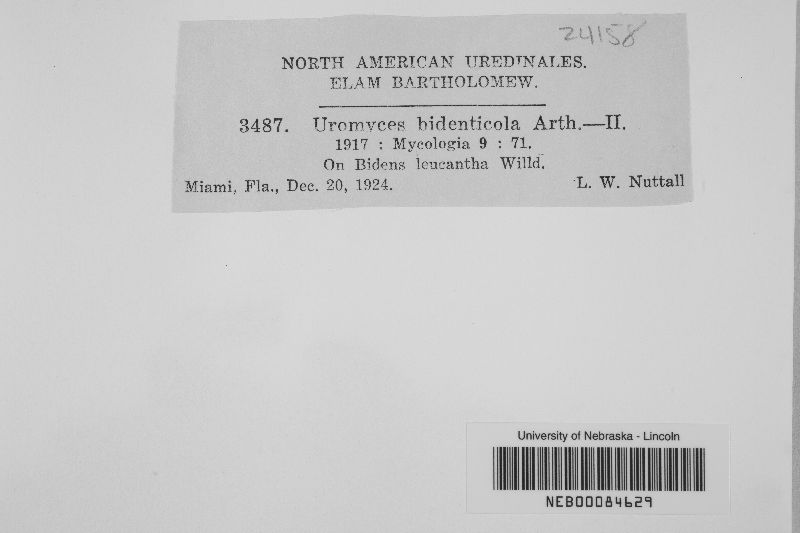 24158
NORTH AMERICAN UREDINALES.
ELAM BARTHOLOMEW.
3487. Uromyces bidenticola Arth.—II.
1917 : Mycologia 9 : 71.
On Bidens leucantha Willd.
Miami, Fla., Dec. 20, 1924. L. W. Nuttall
University of Nebraska - Lincoln
NEB00084629